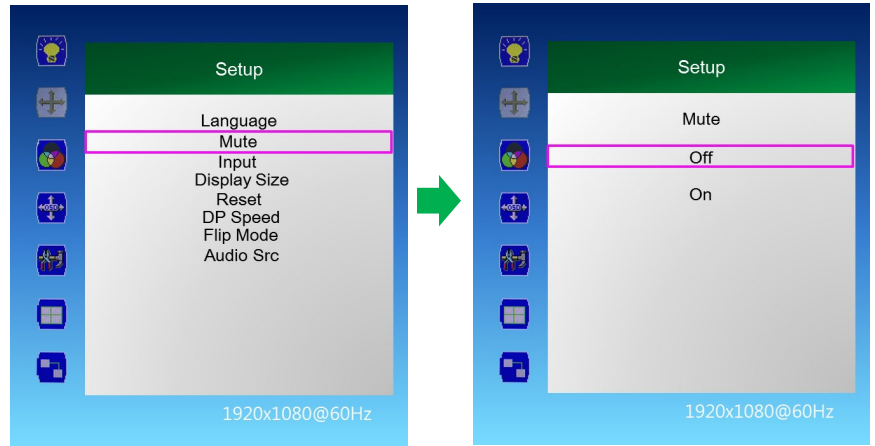 Setup
Language
Mute
Input
Display Size
Reset
DP Speed
Flip Mode
Audio Src
1920x1080@60Hz
Setup
Mute
Off
On
1920x1080@60Hz